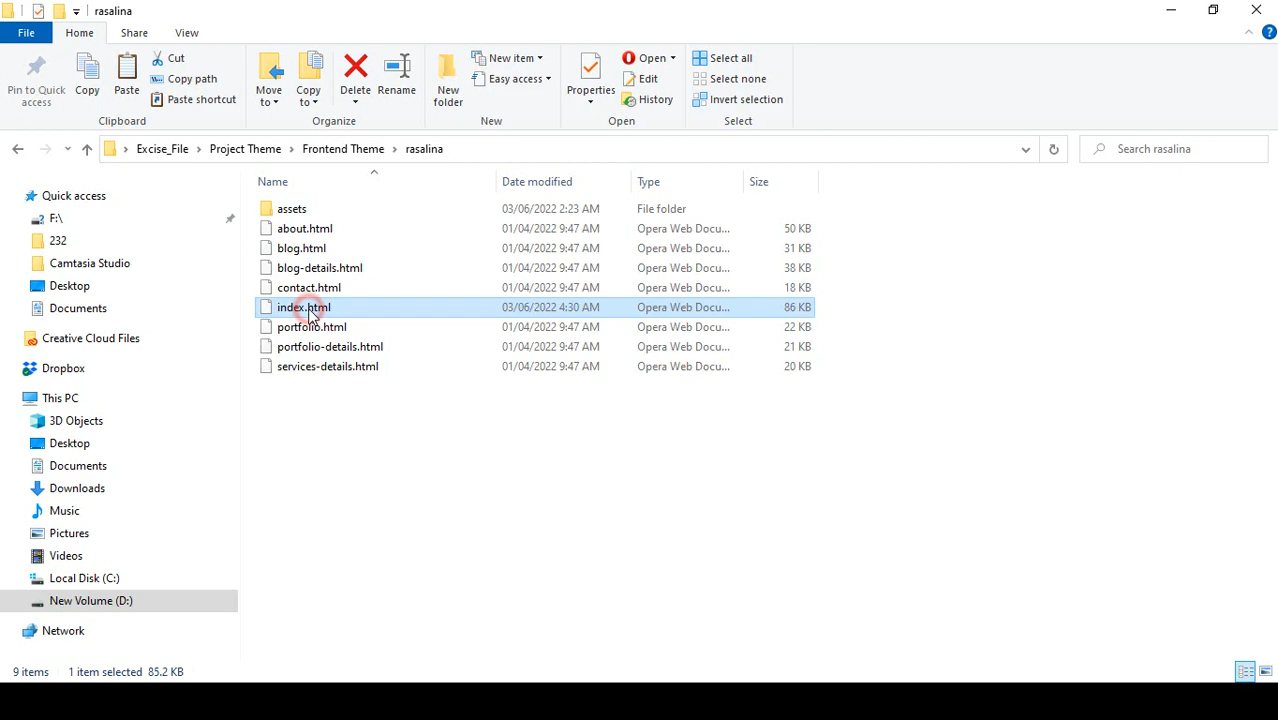 rasalina
File Home Share View
Pin to Quick access
Copy
Paste
Cut
Copy path
Paste shortcut
Clipboard
Move to
Copy to
Delete
Rename
Organize
New folder
New item
Easy access
New
Properties
Open
Edit
History
Open
Select all
Select none
Invert selection
Select
Excise_File > Project Theme > Frontend Theme > rasalina
Search rasalina
Name Date modified Type Size
assets 03/06/2022 2:23 AM File folder
about.html 01/04/2022 9:47 AM Opera Web Docu... 50 KB
blog.html 01/04/2022 9:47 AM Opera Web Docu... 31 KB
blog-details.html 01/04/2022 9:47 AM Opera Web Docu... 38 KB
contact.html 01/04/2022 9:47 AM Opera Web Docu... 18 KB
index.html 03/06/2022 4:30 AM Opera Web Docu... 86 KB
portfolio.html 01/04/2022 9:47 AM Opera Web Docu... 22 KB
portfolio-details.html 01/04/2022 9:47 AM Opera Web Docu... 21 KB
services-details.html 01/04/2022 9:47 AM Opera Web Docu... 20 KB
Quick access
F:\
232
Camtasia Studio
Desktop
Documents
Creative Cloud Files
Dropbox
This PC
3D Objects
Desktop
Documents
Downloads
Music
Pictures
Videos
Local Disk (C:)
New Volume (D:)
Network
9 items 1 item selected 85.2 KB